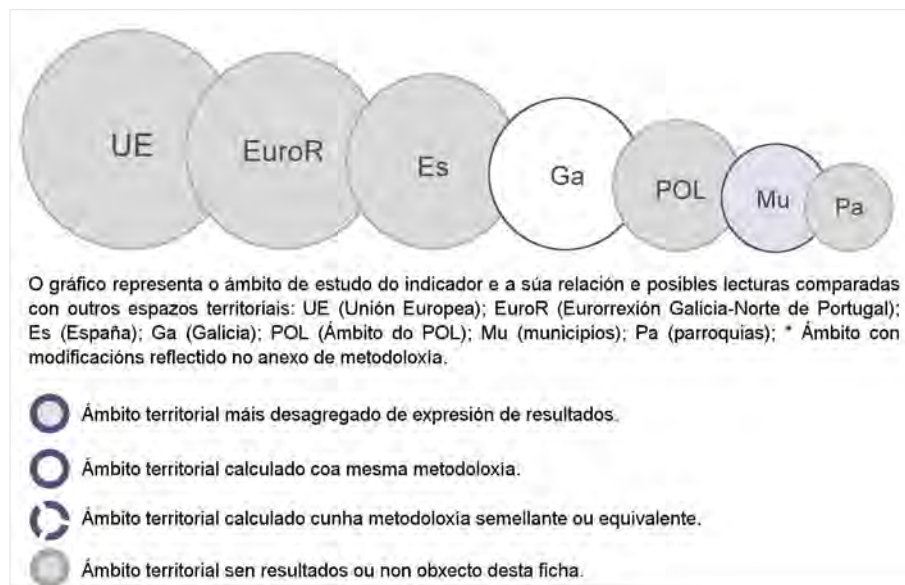 UE
EuroR
Es
Ga
POL
Mu
Pa
O gráfico representa o ámbito de estudo do indicador e a súa relación e posibles lecturas comparadas
con outros espazos territoriais: UE (Unión Europea); EuroR (Eurorrexión Galicia-Norte de Portugal);
Es (España); Ga (Galicia); POL (Ámbito do POL); Mu (municipios); Pa (parroquias); * Ámbito con
modificacións reflectido no anexo de metodoloxía.
Ámbito territorial máis desagregado de expresión de resultados.
Ámbito territorial calculado coa mesma metodoloxia.
Ámbito territorial calculado cunha metodoloxia semellante ou equivalente.
Ámbito territorial sen resultados ou non obxecto desta ficha.